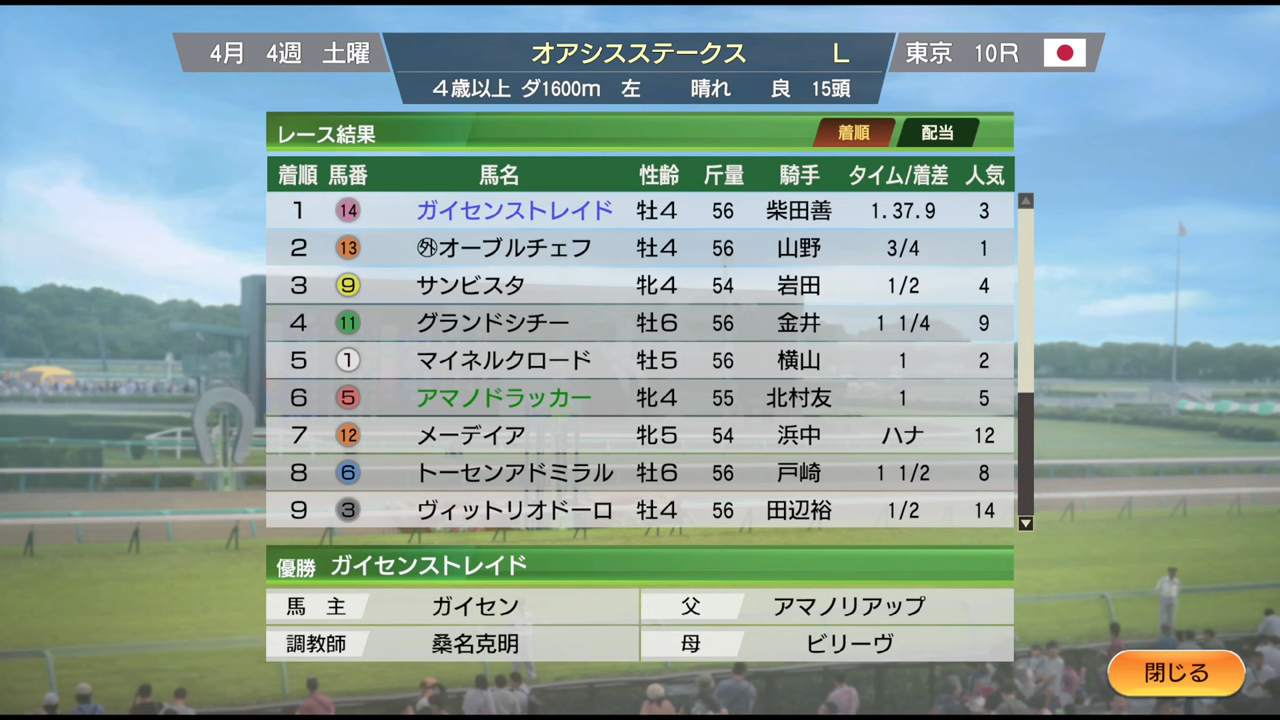 4月 4週 土曜 オアシスステークス L 東京 10R
4歳以上 ダ1600m 左 晴れ 良 15頭
レース結果 着順 配当
着順 馬番 馬名 性齢 斤量 騎手 タイム/着差 人気
1 14 ガイセンストレイド 牡4 56 柴田善 1.37.9 3
2 13 外オーブルチェフ 牡4 56 山野 3/4 1
3 9 サンビスタ 牝4 54 岩田 1/2 4
4 11 グランドシチー 牡6 56 金井 1 1/4 9
5 1 マイネルクロード 牡5 56 横山 1 2
6 5 アマノドラッカー 牝4 55 北村友 1 5
7 12 メーデイア 牝5 54 浜中 ハナ 12
8 6 トーセンアドミラル 牡6 56 戸崎 1 1/2 8
9 3 ヴィットリオドーロ 牡4 56 田辺裕 1/2 14
優勝 ガイセンストレイド
馬主 ガイセン 父 アマノリアップ
調教師 桑名克明 母 ビリーヴ
閉じる